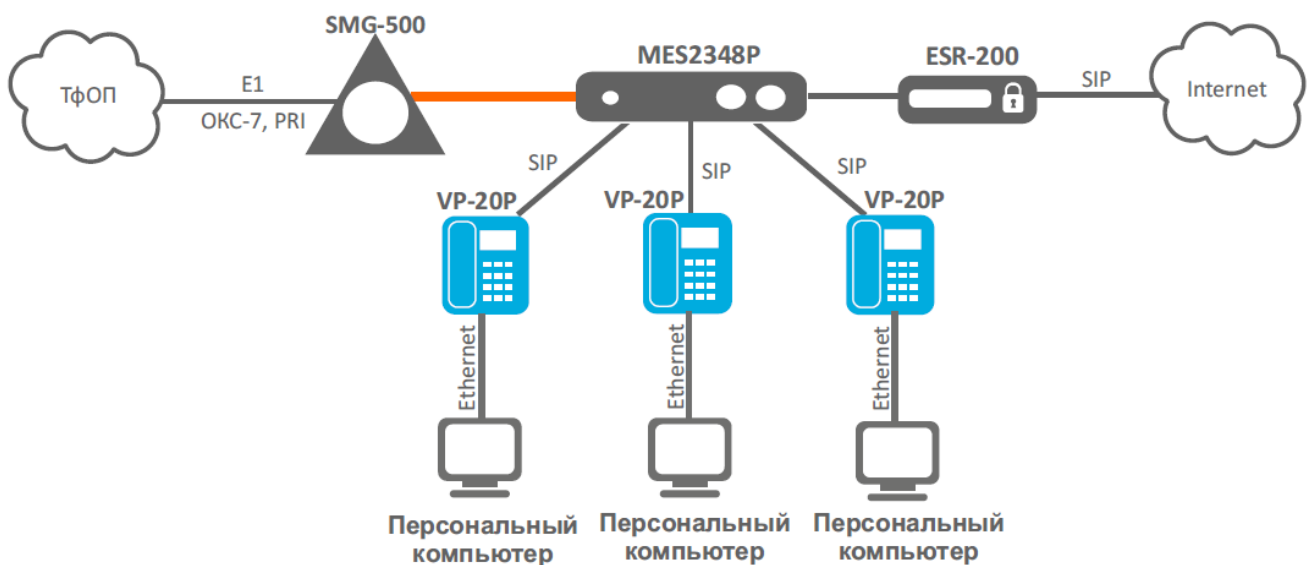 SMG-500
MES2348P
ESR-200
ТфОП
E1
ОКС-7, PRI
SIP
Internet
SIP
SIP
SIP
VP-20P
VP-20P
VP-20P
Ethernet
Ethernet
Ethernet
Персональный
компьютер
Персональный
компьютер
Персональный
компьютер